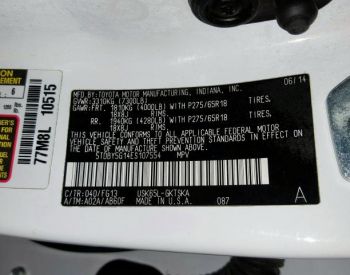 06/14
MFD BY:TOYOTA MOTOR MANUFACTURING, INDIANA, INC.
GVWR:3310KG (7300LB)
GAWR:FRT. 1810KG (4000LB) WITH P275/65R18 TIRES,
18X8J RIMS,
RR. 1940KG (4280LB) WITH P275/65R18 TIRES,
18X8J RIMS,
THIS VEHICLE CONFORMS TO ALL APPLICABLE FEDERAL MOTOR
VEHICLE SAFETY AND THEFT PREVENTION STANDARDS IN
EFFECT ON THE DATE OF MANUFACTURE SHOWN ABOVE.
5TDBY5G14ES107554 MPV
C/TR:040/FG13 USK65L-GKTSKA A
A/TM:A02A/AB60F MADE IN U.S.A. 087
77M8L 10515
6